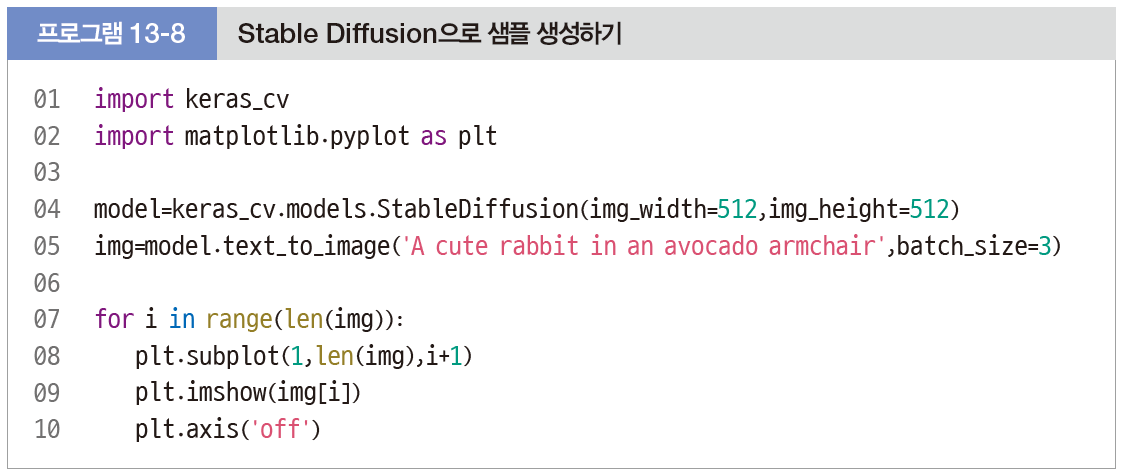 프로그램 13-8 Stable Diffusion으로 샘플 생성하기
01 import keras_cv
02 import matplotlib.pyplot as plt
03
04 model=keras_cv.models.StableDiffusion(img_width=512,img_height=512)
05 img=model.text_to_image('A cute rabbit in an avocado armchair',batch_size=3)
06
07 for i in range(len(img)):
08 plt.subplot(1,len(img),i+1)
09 plt.imshow(img[i])
10 plt.axis('off')